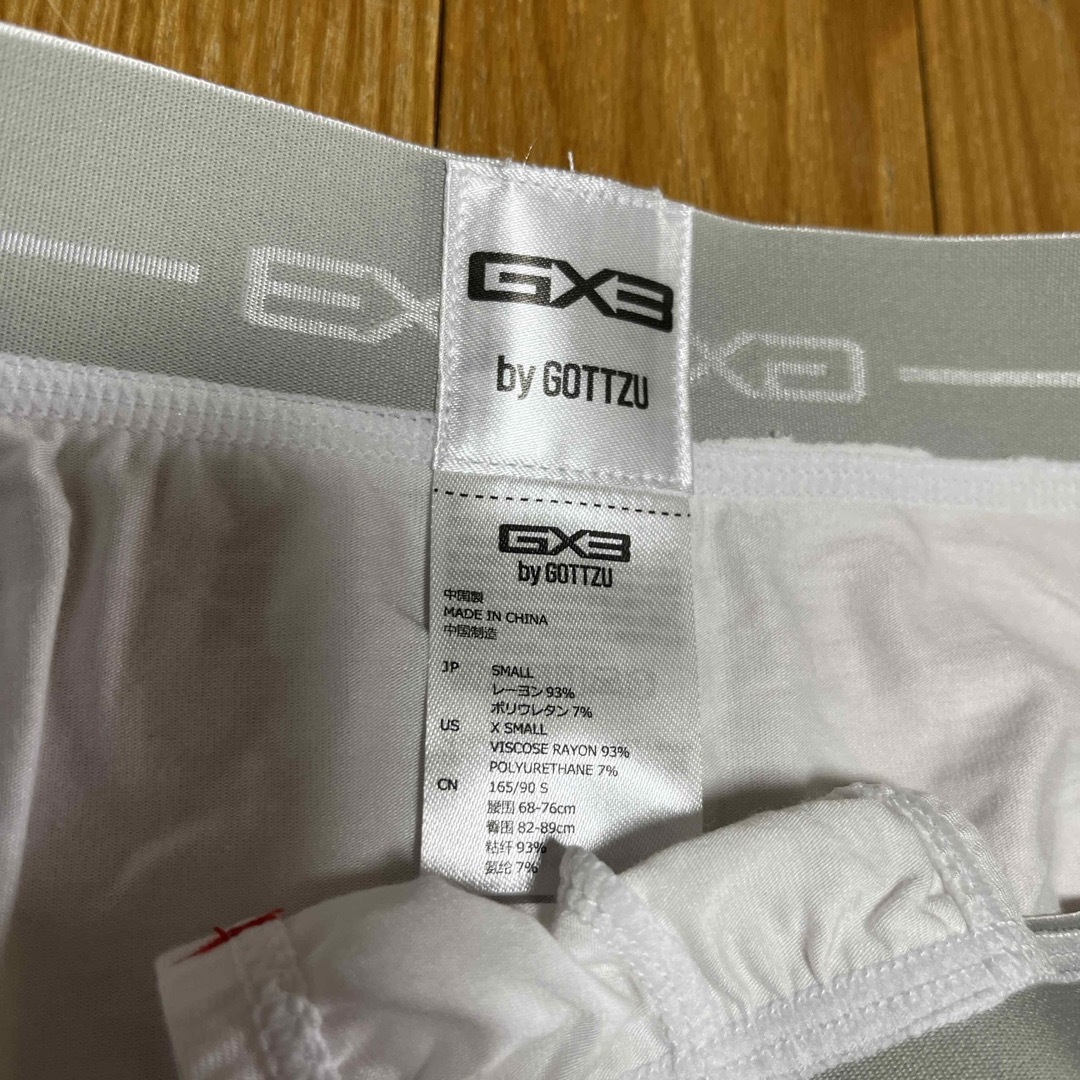 GX3
by GOTTZU
GX3
by GOTTZU
中国製
MADE IN CHINA
中国制造
JP SMALL
レーヨン 93%
ポリウレタン 7%
US X SMALL
VISCOSE RAYON 93%
POLYURETHANE 7%
CN 165/90 S
腰围 68-76cm
臀围 82-89cm
粘纤 93%
氨纶 7%